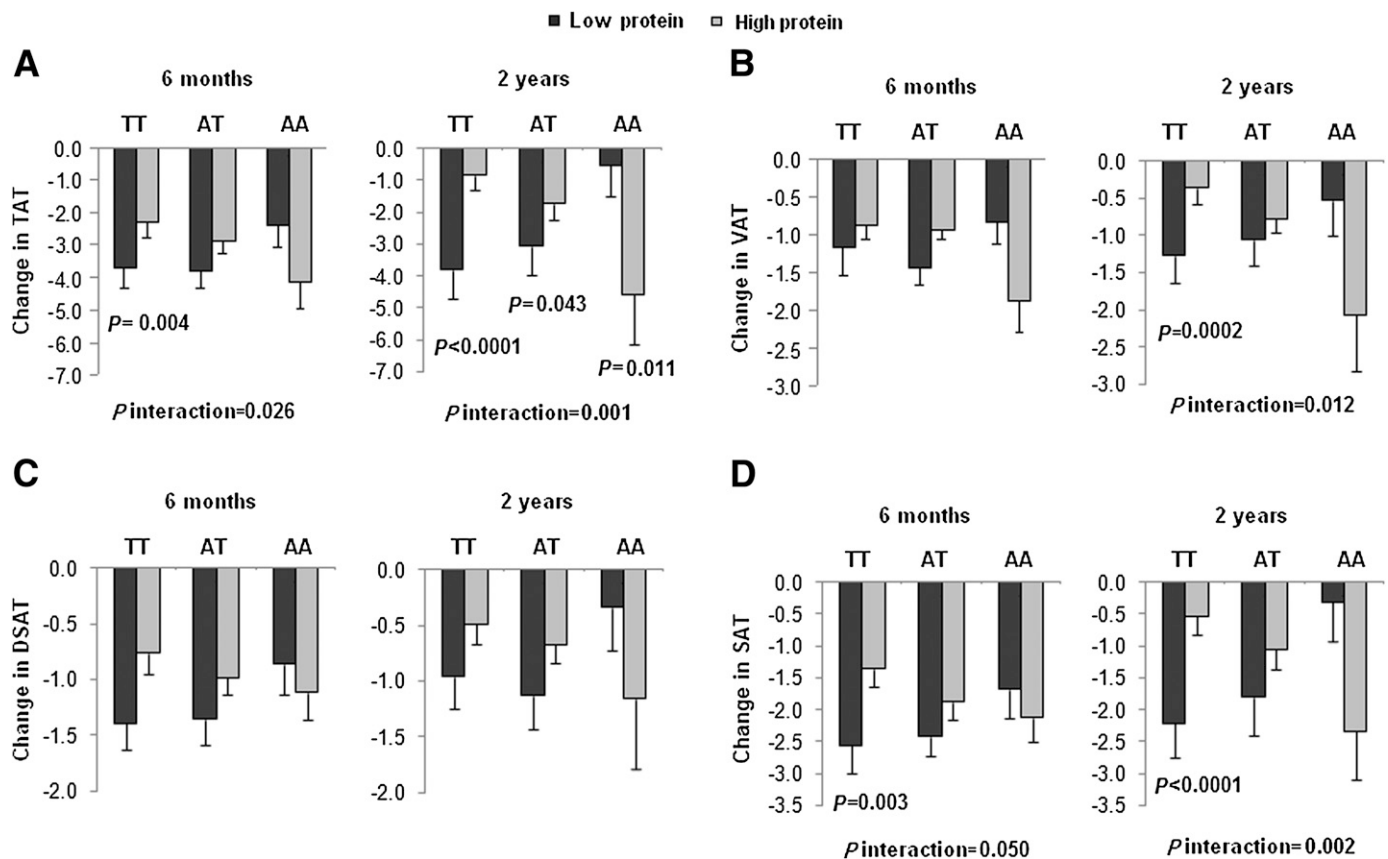 Low protein High protein
A
6 months 2 years
TT AT AA TT AT AA
Change in TAT
0.0
-1.0
-2.0
-3.0
-4.0
-5.0
-6.0
-7.0
P= 0.004
P interaction=0.026
0.0
-1.0
-2.0
-3.0
-4.0
-5.0
-6.0
-7.0
P<0.0001
P=0.043
P=0.011
P interaction=0.001
B
6 months 2 years
TT AT AA TT AT AA
Change in VAT
0.0
-0.5
-1.0
-1.5
-2.0
-2.5
-3.0
0.0
-0.5
-1.0
-1.5
-2.0
-2.5
-3.0
P=0.0002
P interaction=0.012
C
6 months 2 years
TT AT AA TT AT AA
Change in DSAT
0.0
-0.5
-1.0
-1.5
-2.0
0.0
-0.5
-1.0
-1.5
-2.0
D
6 months 2 years
TT AT AA TT AT AA
Change in SAT
0.0
-0.5
-1.0
-1.5
-2.0
-2.5
-3.0
-3.5
P=0.003
P interaction=0.050
0.0
-0.5
-1.0
-1.5
-2.0
-2.5
-3.0
-3.5
P<0.0001
P interaction=0.002